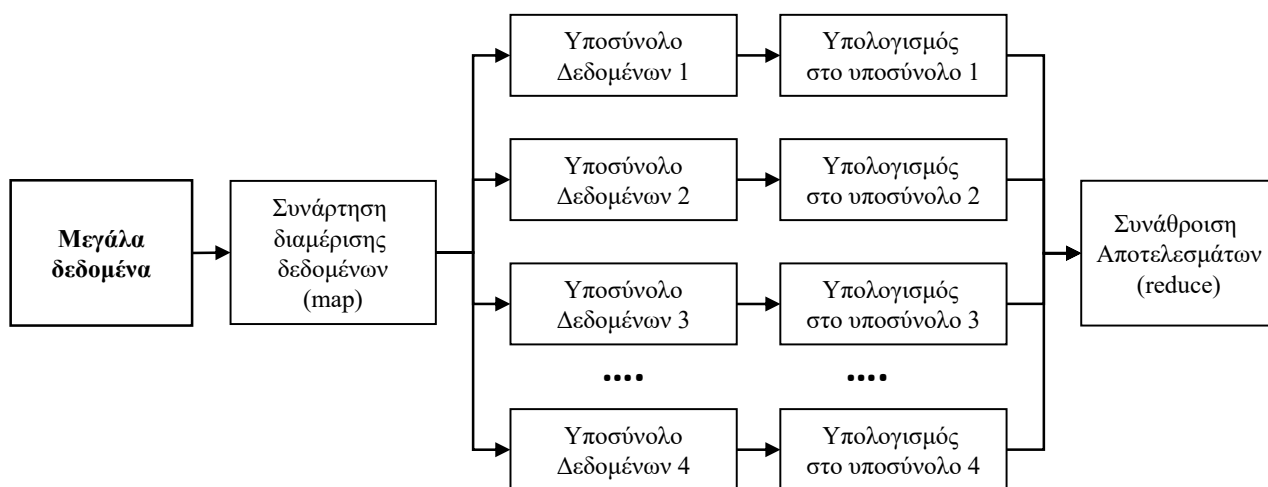 Μεγάλα
δεδομένα
Συνάρτηση
διαμέρισης
δεδομένων
(map)
Υποσύνολο
Δεδομένων 1
Υπολογισμός
στο υποσύνολο 1
Υποσύνολο
Δεδομένων 2
Υπολογισμός
στο υποσύνολο 2
Υποσύνολο
Δεδομένων 3
Υπολογισμός
στο υποσύνολο 3
....
....
Υποσύνολο
Δεδομένων 4
Υπολογισμός
στο υποσύνολο 4
Συνάθροιση
Αποτελεσμάτων
(reduce)